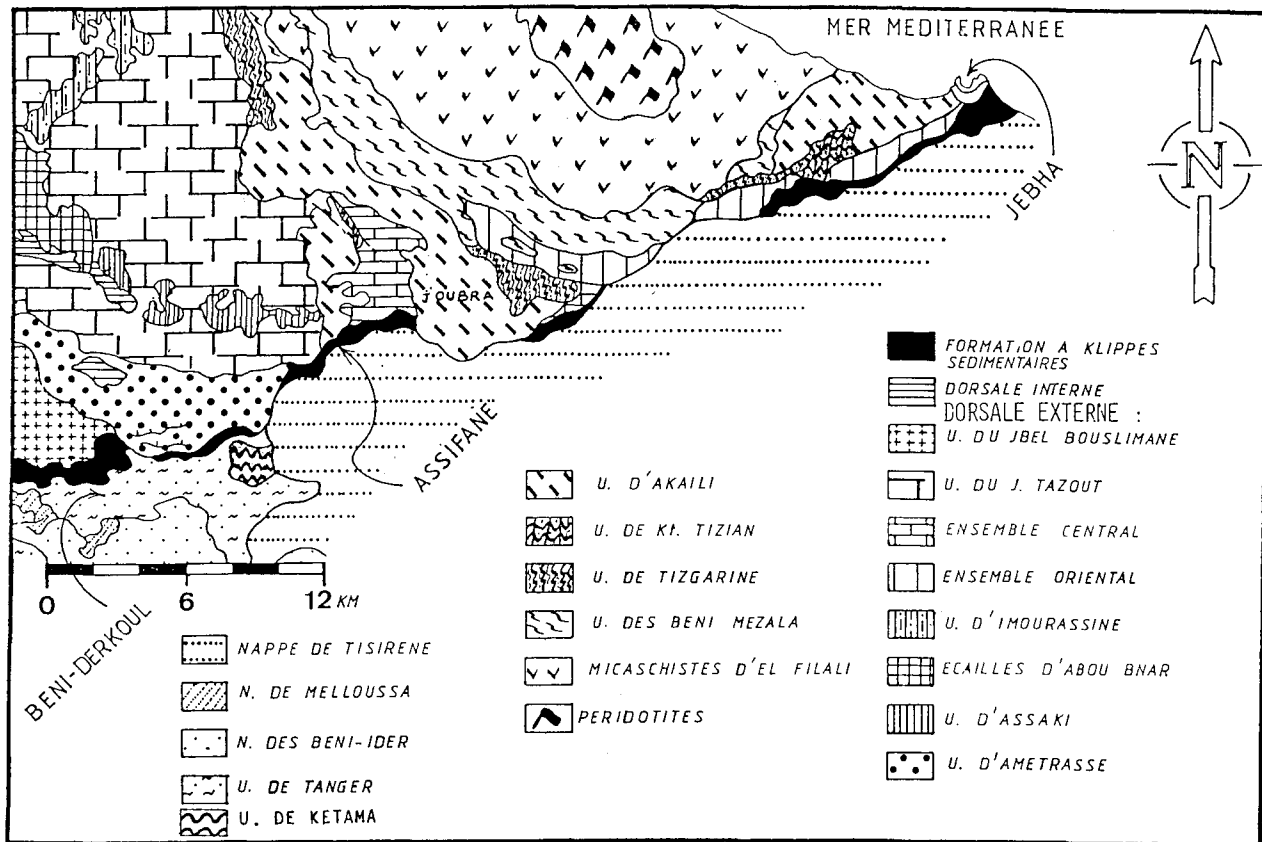 MER MEDITERRANEE
N
JEBHA
JOUBRA
ASSIFANE
BENI-DERKOUL
0 6 12 KM
NAPPE DE TISIRENE
N. DE MELLOUSSA
N. DES BENI-IDER
U. DE TANGER
U. DE KETAMA
U. D'AKAILI
U. DE Kt. TIZIAN
U. DE TIZGARINE
U. DES BENI MEZALA
MICASCHISTES D'EL FILALI
PERIDOTITES
FORMATION A KLIPPES
SEDIMENTAIRES
DORSALE INTERNE
DORSALE EXTERNE :
U. DU JBEL BOUSLIMANE
U. DU J. TAZOUT
ENSEMBLE CENTRAL
ENSEMBLE ORIENTAL
U. D'IMOURASSINE
ECAILLES D'ABOU BNAR
U. D'ASSAKI
U. D'AMETRASSE